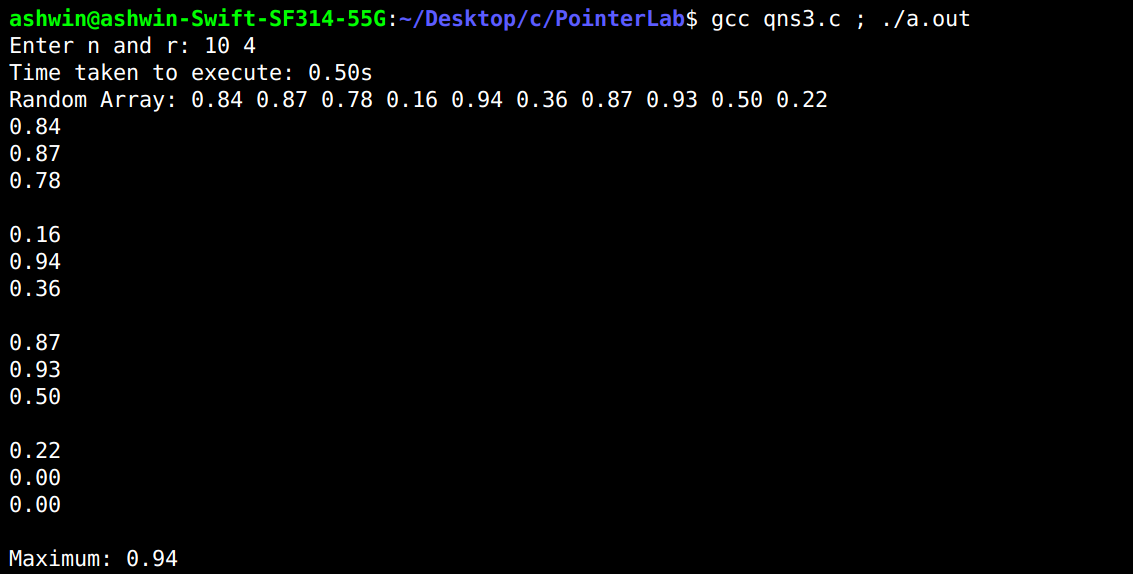 ashwin@ashwin-Swift-SF314-55G:~/Desktop/c/PointerLab$ gcc qns3.c ; ./a.out
Enter n and r: 10 4
Time taken to execute: 0.50s
Random Array: 0.84 0.87 0.78 0.16 0.94 0.36 0.87 0.93 0.50 0.22
0.84
0.87
0.78

0.16
0.94
0.36

0.87
0.93
0.50

0.22
0.00
0.00

Maximum: 0.94